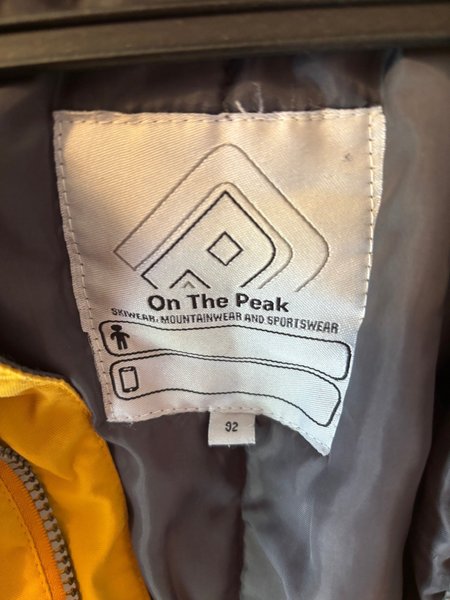 On The Peak
SKIWEAR, MOUNTAINWEAR AND SPORTSWEAR
92